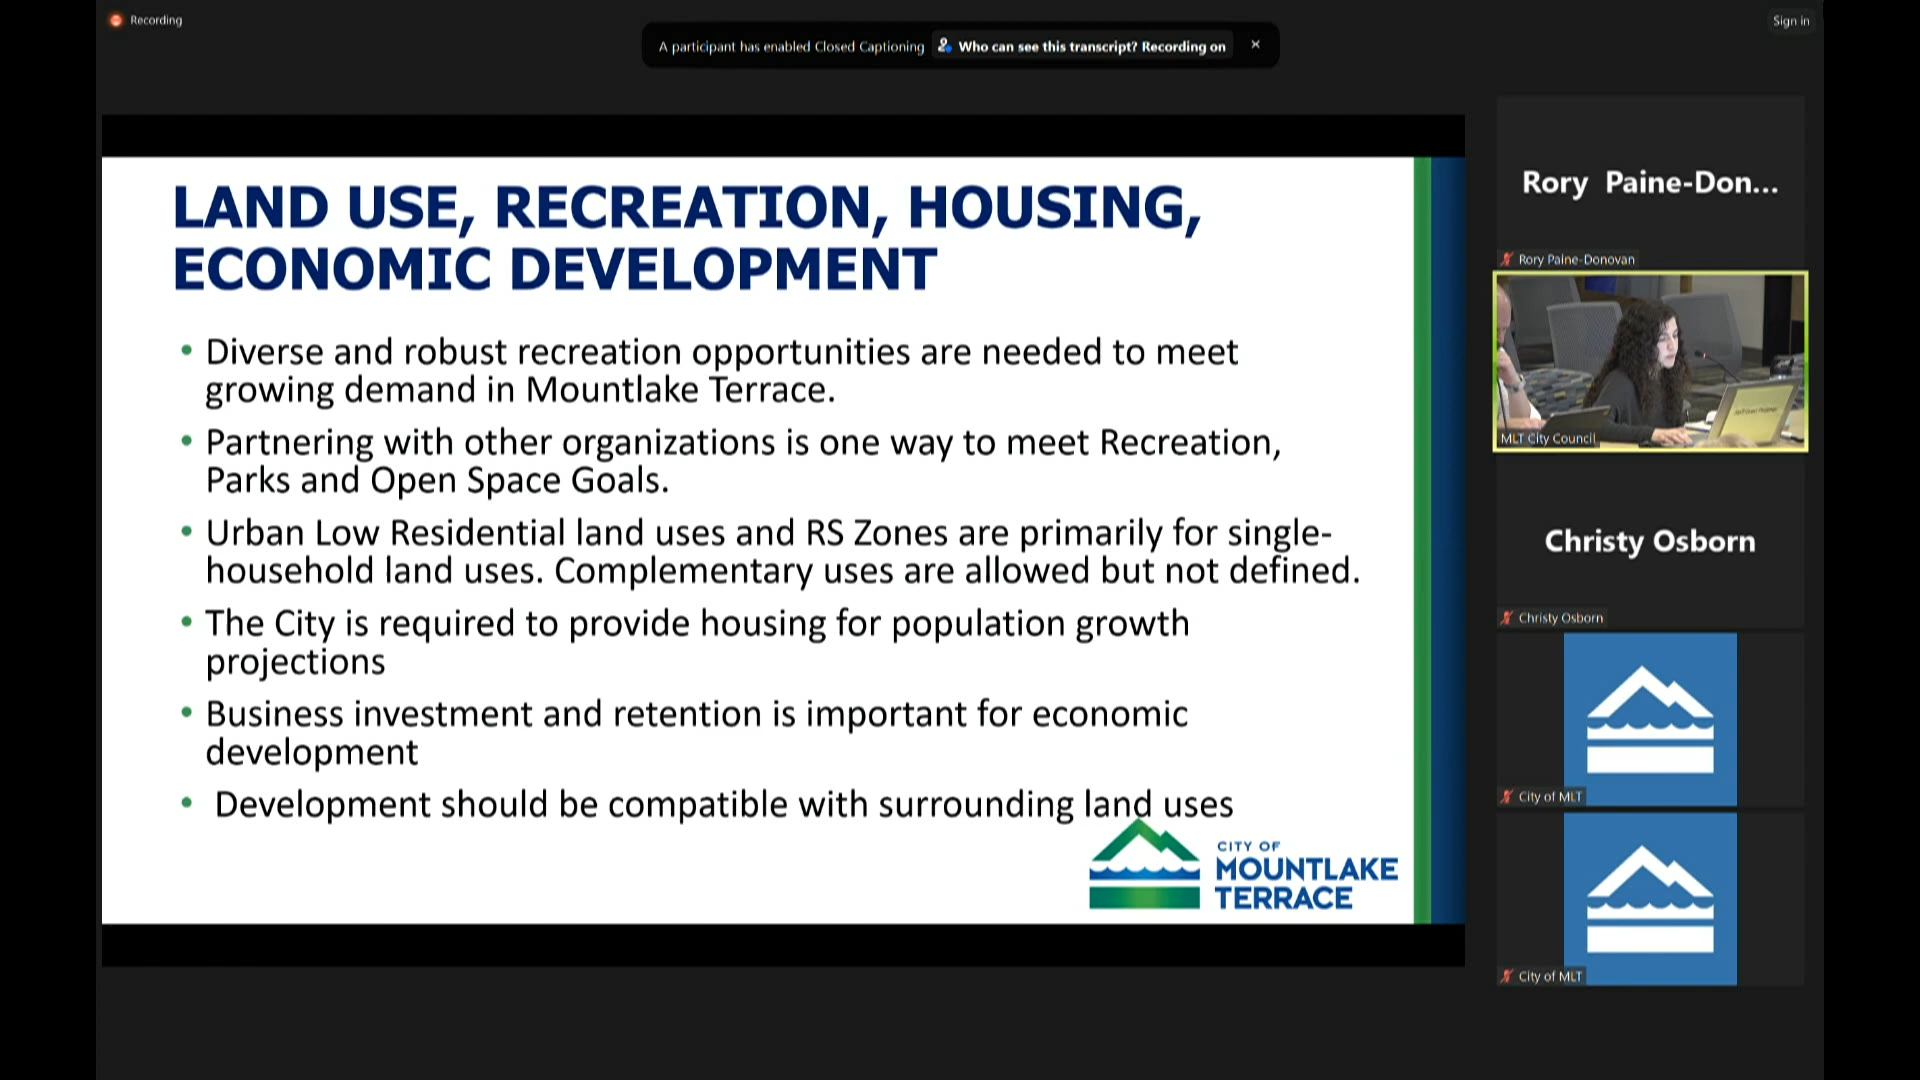 Recording
Sign in
A participant has enabled Closed Captioning Who can see this transcript? Recording on
LAND USE, RECREATION, HOUSING,
ECONOMIC DEVELOPMENT
• Diverse and robust recreation opportunities are needed to meet
growing demand in Mountlake Terrace.
• Partnering with other organizations is one way to meet Recreation,
Parks and Open Space Goals.
• Urban Low Residential land uses and RS Zones are primarily for single-
household land uses. Complementary uses are allowed but not defined.
• The City is required to provide housing for population growth
projections
• Business investment and retention is important for economic
development
• Development should be compatible with surrounding land uses
CITY OF
MOUNTLAKE
TERRACE
Rory Paine-Don...
Rory Paine-Donovan
MLT City Council
Christy Osborn
Christy Osborn
City of MLT
City of MLT